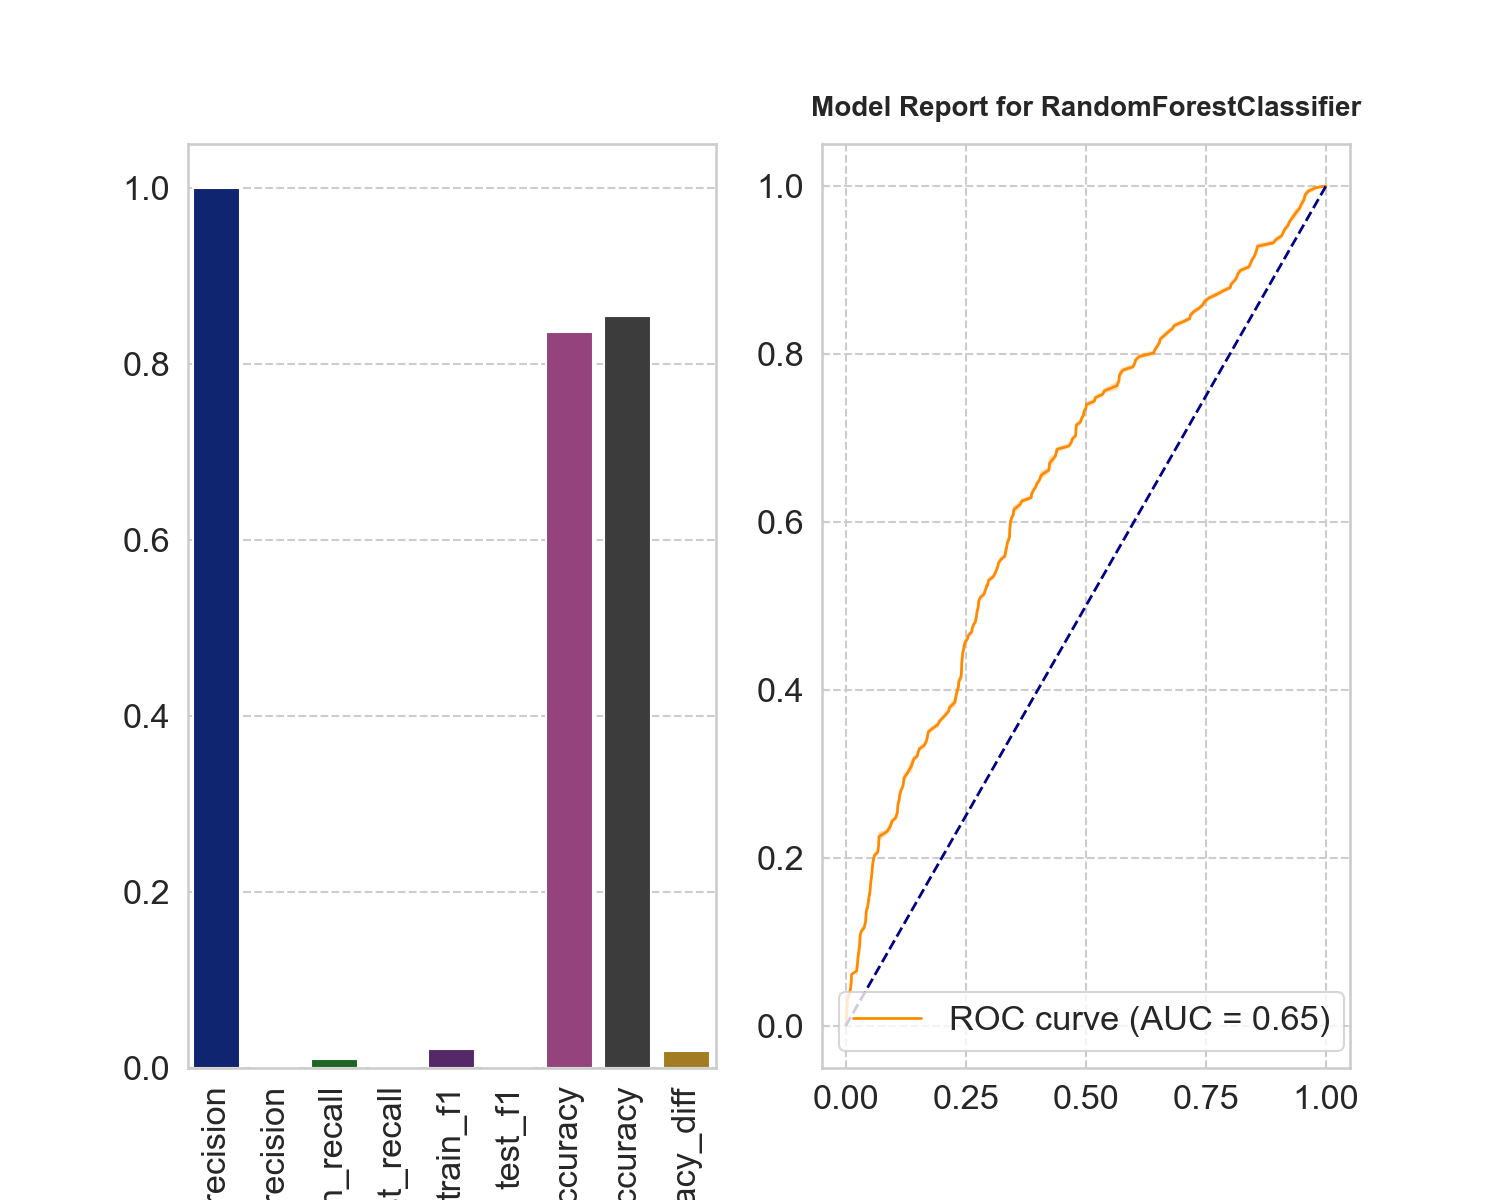 Model Report for RandomForestClassifier
1.0
0.8
0.6
0.4
0.2
0.0
recision
recision
n_recall
t_recall
train_f1
test_f1
ccuracy
ccuracy
acy_diff
1.0
0.8
0.6
0.4
0.2
0.0
ROC curve (AUC = 0.65)
0.00 0.25 0.50 0.75 1.00